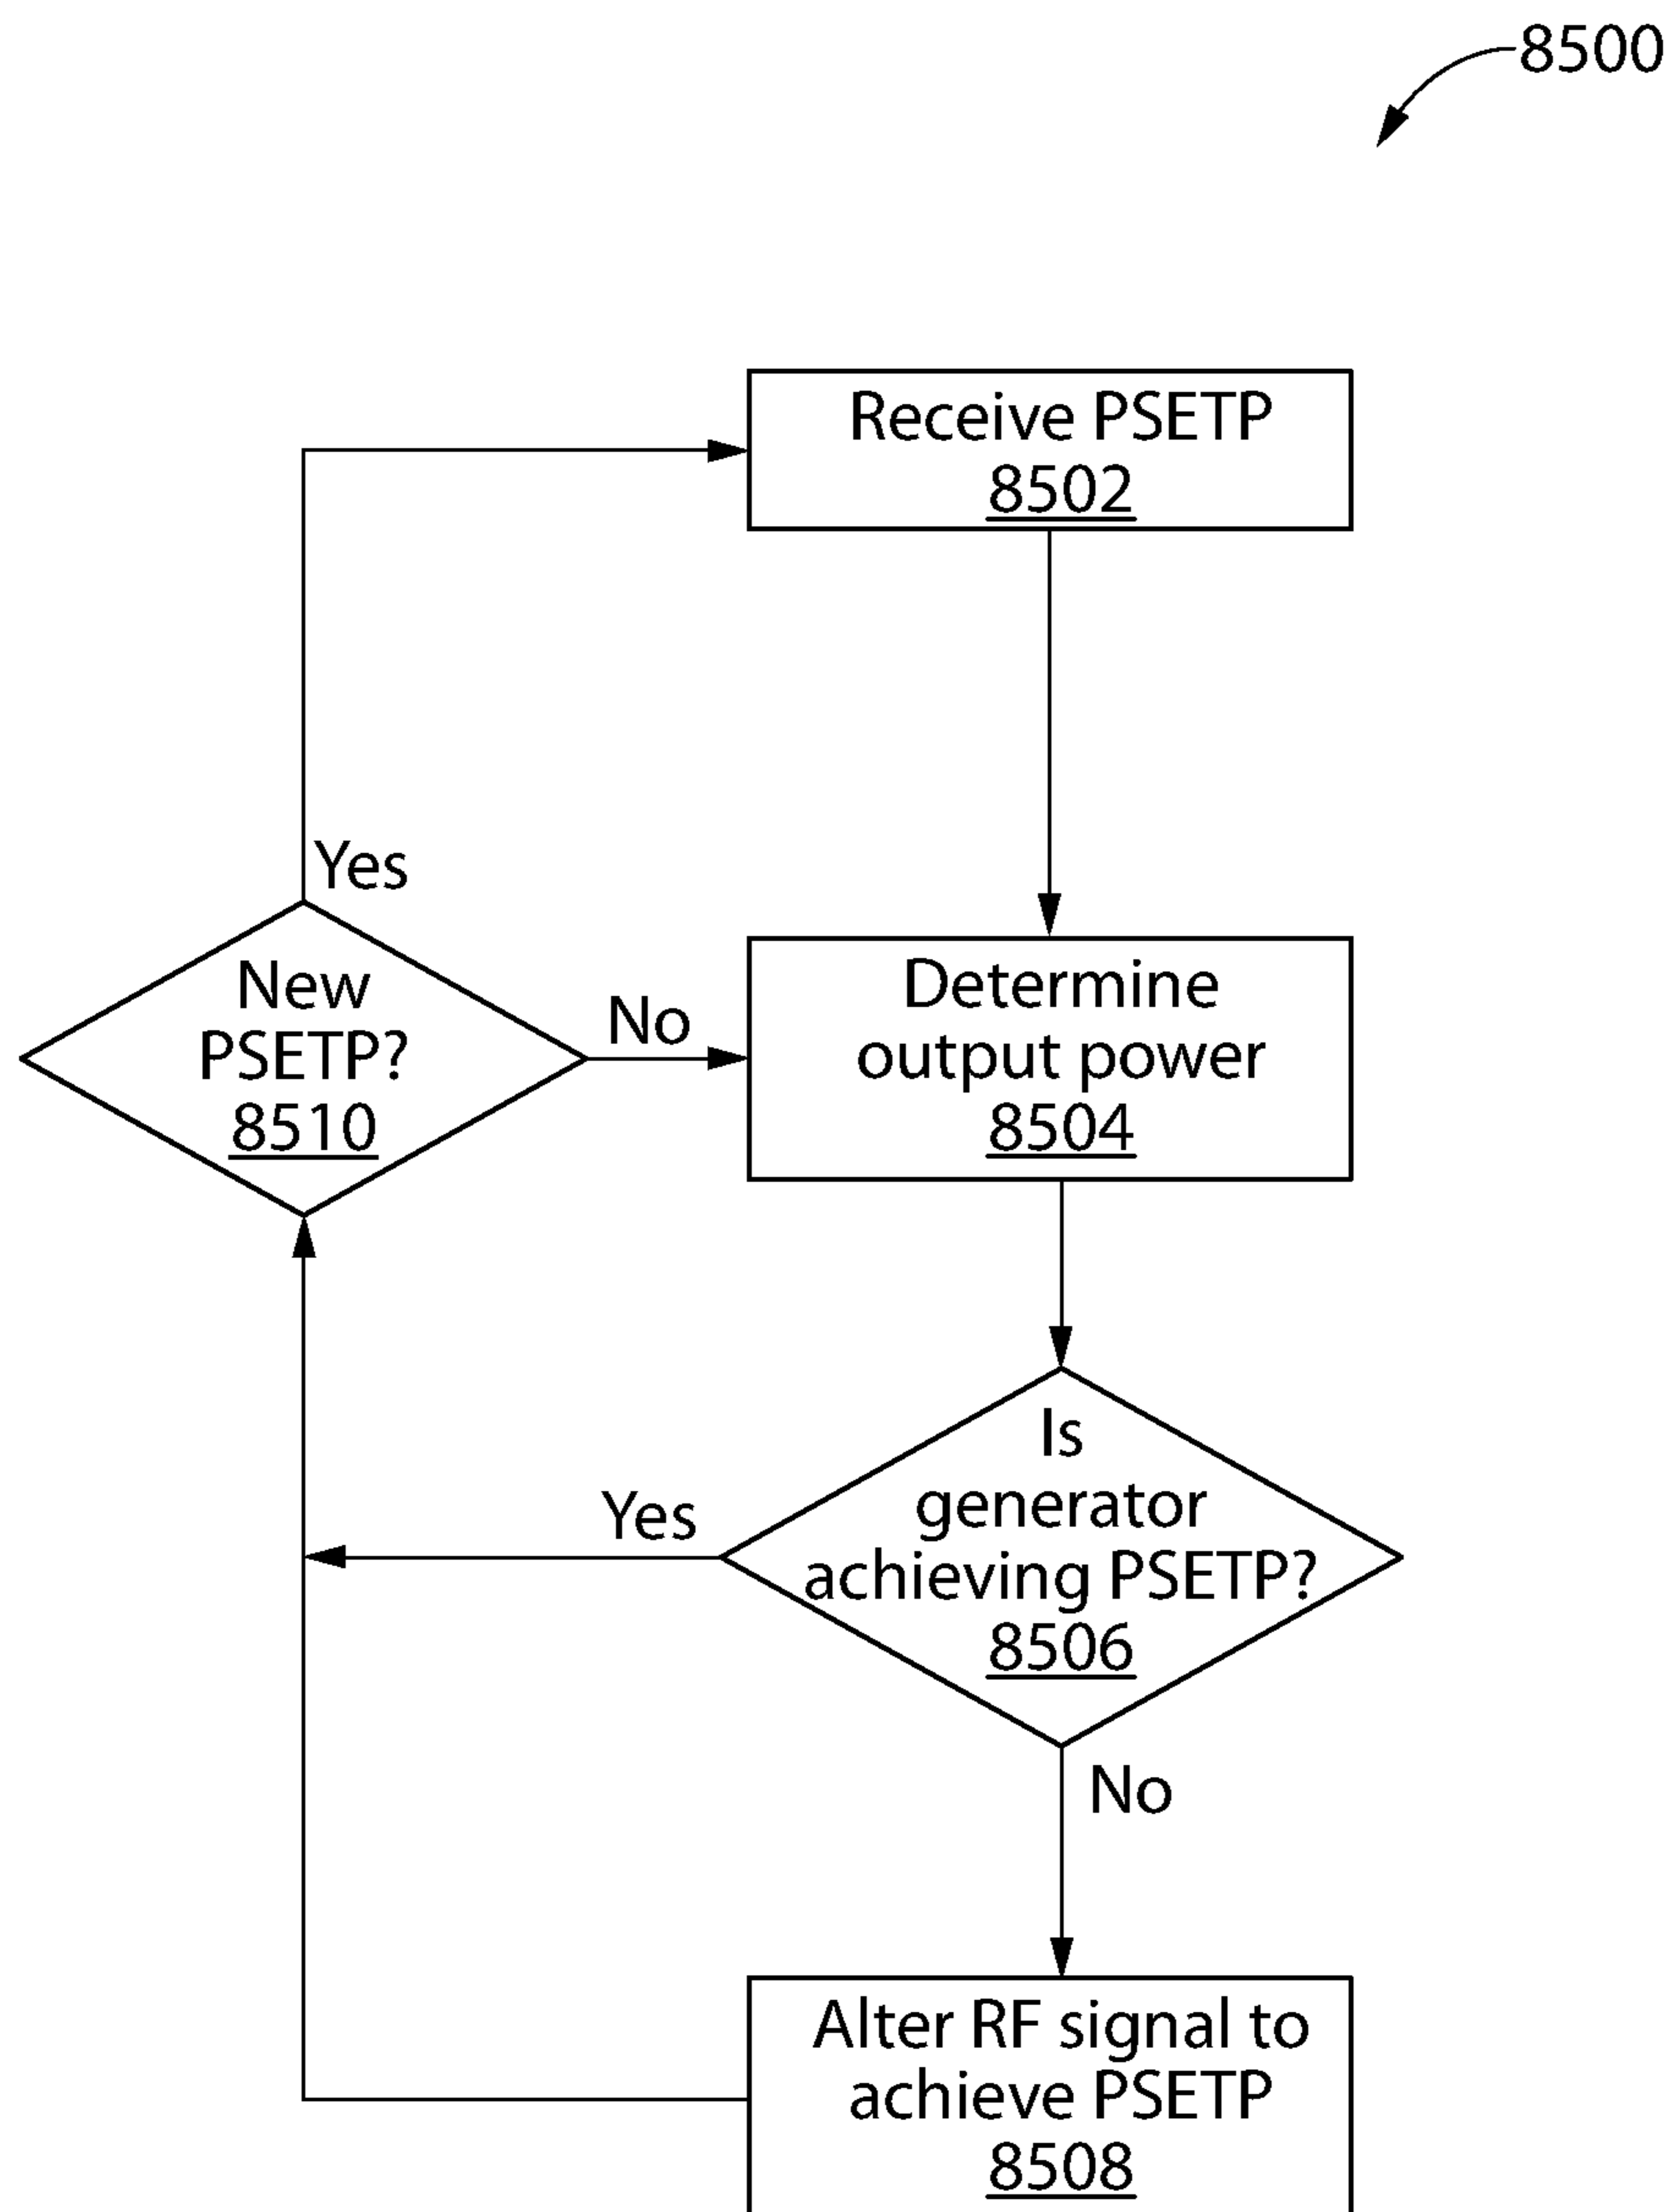 8500
Receive PSETP
8502
Yes
New
PSETP?
8510
No
Determine
output power
8504
Is
generator
achieving PSETP?
8506
Yes
No
Alter RF signal to
achieve PSETP
8508